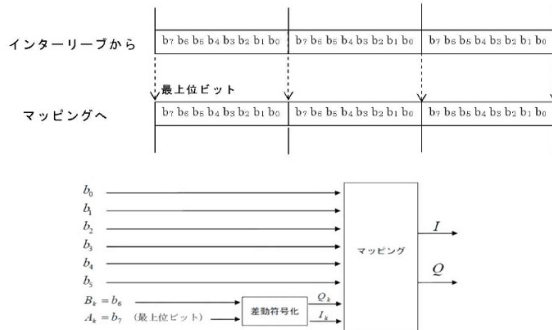 インターリーブから b7 b6 b5 b4 b3 b2 b1 b0 b7 b6 b5 b4 b3 b2 b1 b0 b7 b6 b5 b4 b3 b2 b1 b0
最上位ビット
マッピングへ b7 b6 b5 b4 b3 b2 b1 b0 b7 b6 b5 b4 b3 b2 b1 b0 b7 b6 b5 b4 b3 b2 b1 b0
b0
b1
b2
b3
b4
b5
Bk = b6
Ak = b7 (最上位ビット)
差動符号化
Qk
Ik
マッピング
I
Q